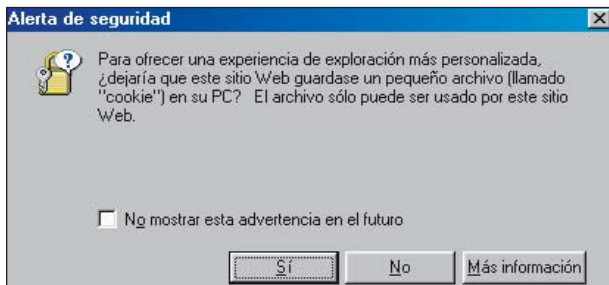 Alerta de seguridad
Para ofrecer una experiencia de exploración más personalizada,
¿dejaría que este sitio Web guardase un pequeño archivo (llamado
"cookie") en su PC? El archivo sólo puede ser usado por este sitio
Web.
No mostrar esta advertencia en el futuro
Sí No Más información